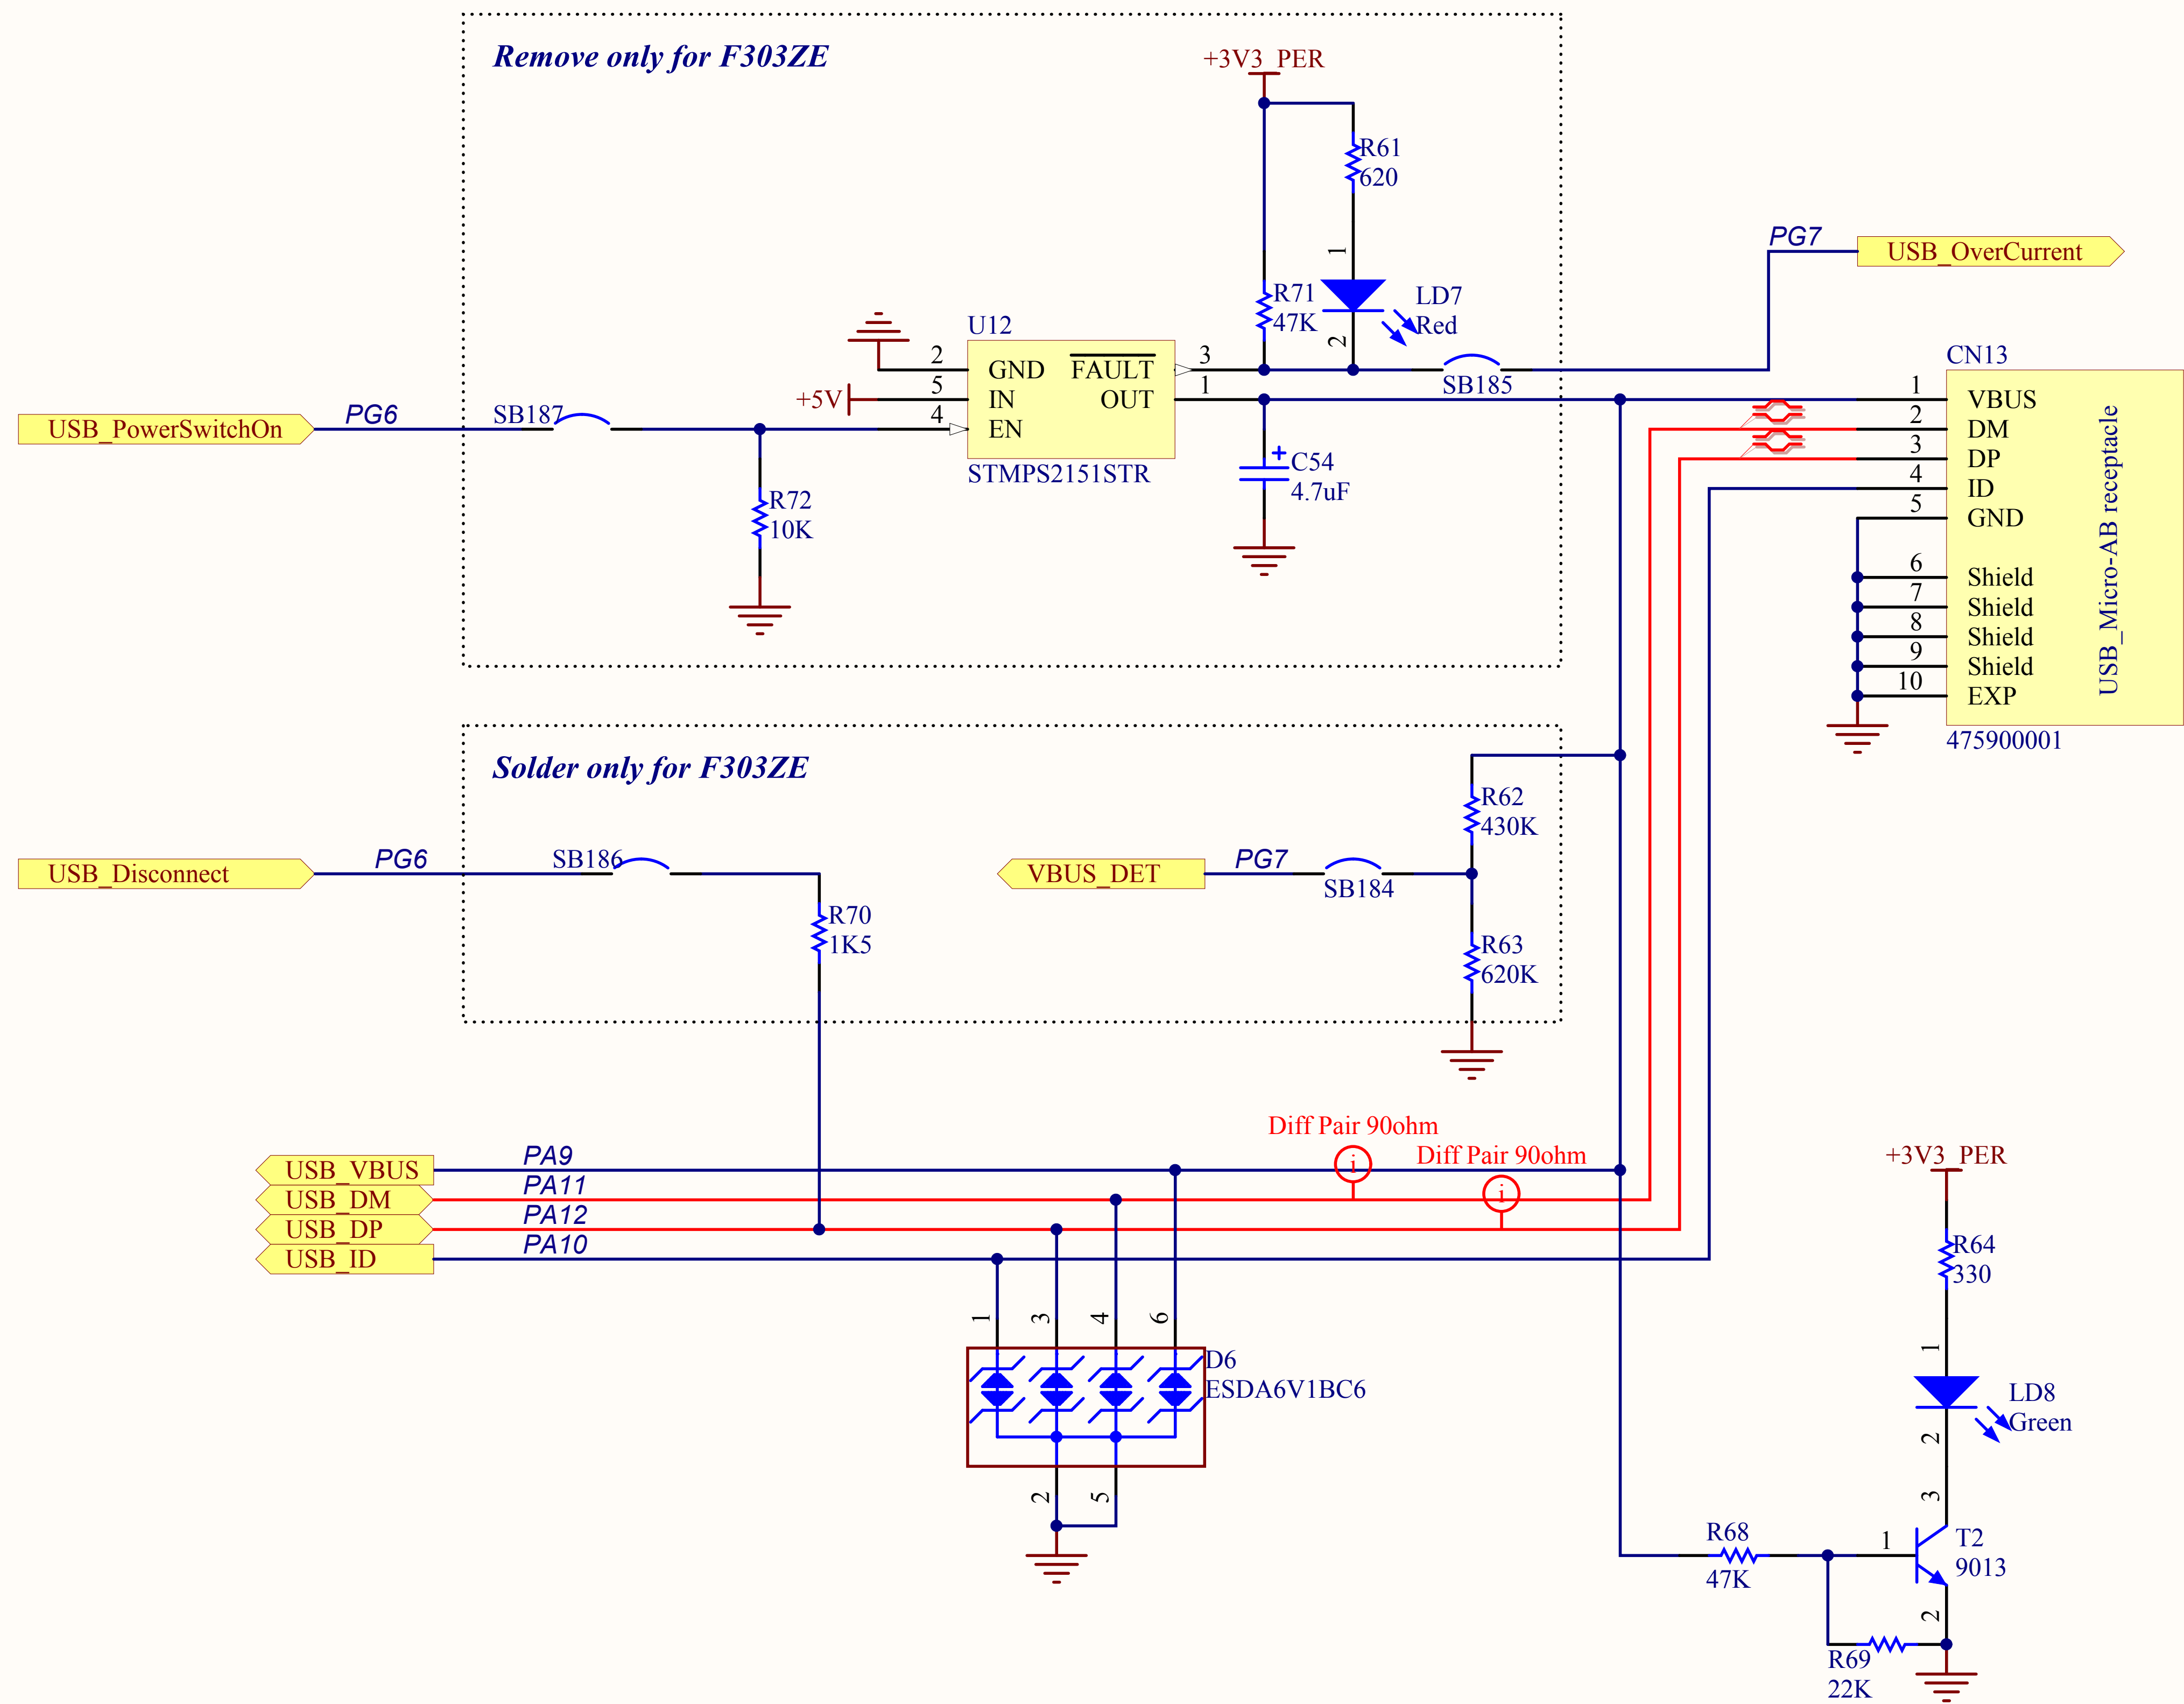 Remove only for F303ZE
+3V3_PER
R61
620
1
R71
47K
LD7
Red
2
PG7
USB_OverCurrent
U12
2
GND
FAULT
3
5
IN
OUT
1
4
EN
STMPS2151STR
+5V
SB185
USB_PowerSwitchOn
PG6
SB187
R72
10K
+
C54
4.7uF
CN13
1
VBUS
2
DM
3
DP
4
ID
5
GND
6
Shield
7
Shield
8
Shield
9
Shield
10
EXP
USB_Micro-AB receptacle
475900001
Solder only for F303ZE
R62
430K
USB_Disconnect
PG6
SB186
VBUS_DET
PG7
SB184
R70
1K5
R63
620K
Diff Pair 90ohm
i
Diff Pair 90ohm
i
USB_VBUS
PA9
USB_DM
PA11
USB_DP
PA12
USB_ID
PA10
1
3
4
6
D6
ESDA6V1BC6
2
5
+3V3_PER
R64
330
1
LD8
Green
2
3
R68
47K
1
T2
9013
2
R69
22K